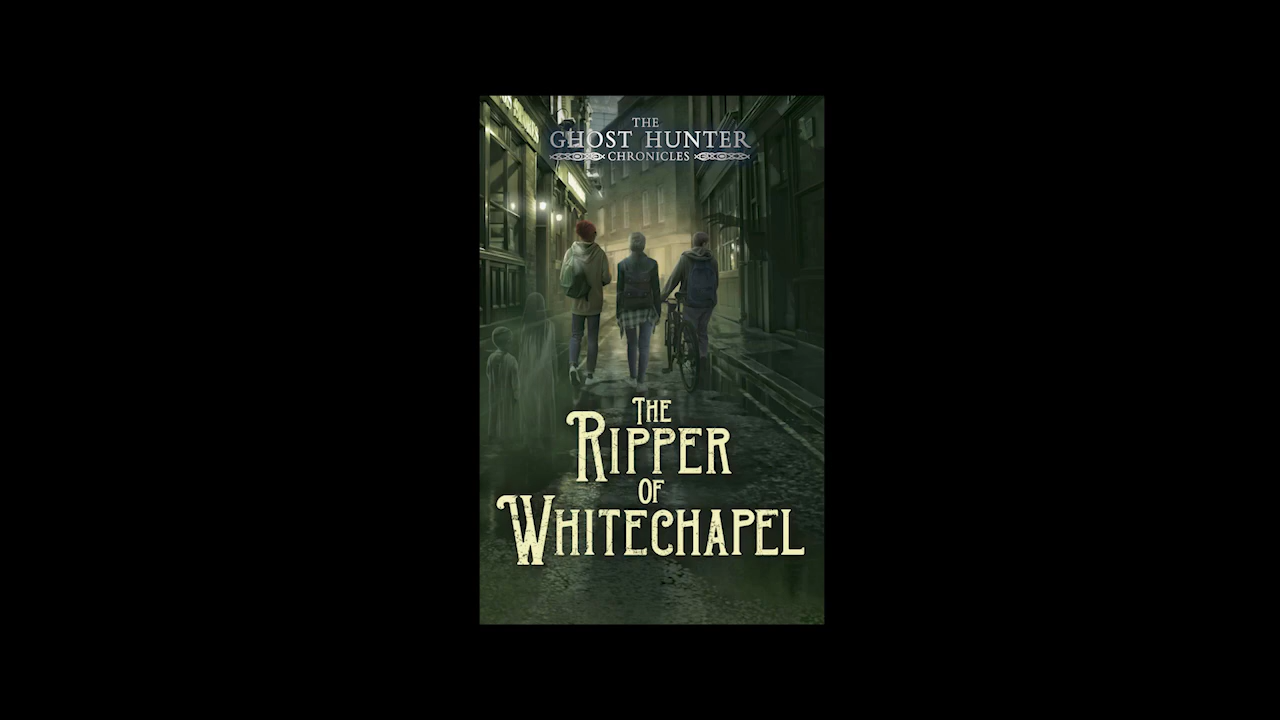 THE
GHOST HUNTER
CHRONICLES
THE
RIPPER
OF
WHITECHAPEL